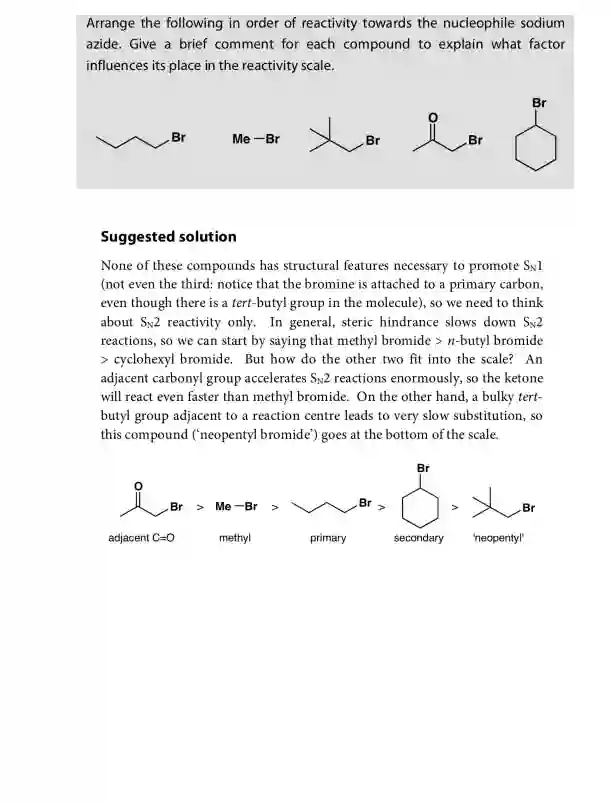 Arrange the following in order of reactivity towards the nucleophile sodium
azide. Give a brief comment for each compound to explain what factor
influences its place in the reactivity scale.
Br
Me Br
Br
O
Br
Br
Suggested solution
None of these compounds has structural features necessary to promote SN1
(not even the third: notice that the bromine is attached to a primary carbon,
even though there is a tert-butyl group in the molecule), so we need to think
about SN2 reactivity only. In general, steric hindrance slows down SN2
reactions, so we can start by saying that methyl bromide > n-butyl bromide
> cyclohexyl bromide. But how do the other two fit into the scale? An
adjacent carbonyl group accelerates SN2 reactions enormously, so the ketone
will react even faster than methyl bromide. On the other hand, a bulky tert-
butyl group adjacent to a reaction centre leads to very slow substitution, so
this compound (‘neopentyl bromide’) goes at the bottom of the scale.
O
Br > Me Br > Br > Br > Br
adjacent C=O methyl primary secondary 'neopentyl'